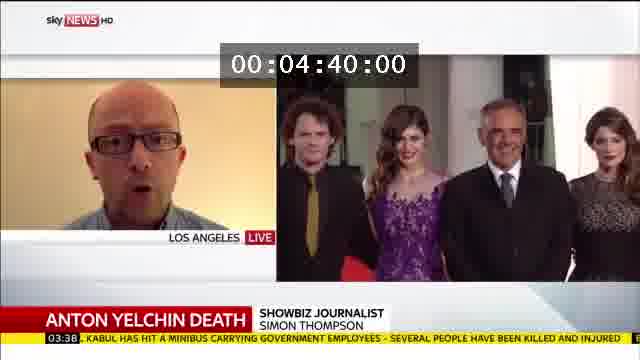 sky NEWS HD
00:04:40:00
LOS ANGELES LIVE
ANTON YELCHIN DEATH
SHOWBIZ JOURNALIST
SIMON THOMPSON
03:38 . KABUL HAS HIT A MINIBUS CARRYING GOVERNMENT EMPLOYEES - SEVERAL PEOPLE HAVE BEEN KILLED AND INJURED